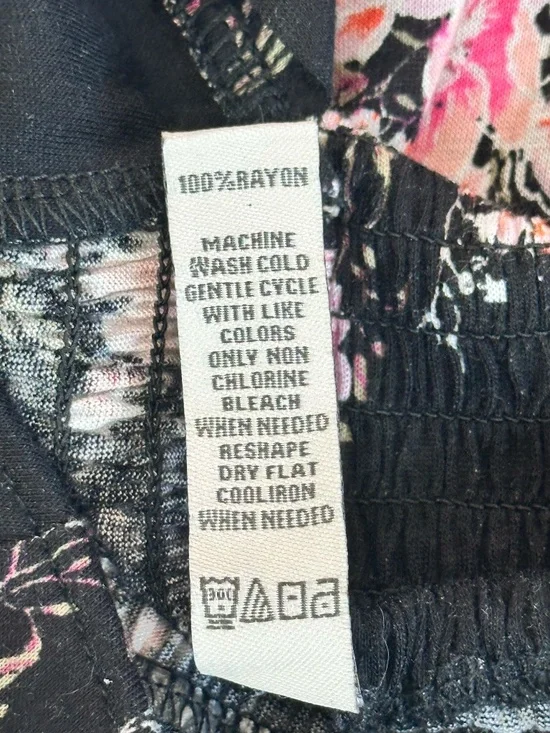 100%RAYON
MACHINE
WASH COLD
GENTLE CYCLE
WITH LIKE
COLORS
ONLY NON
CHLORINE
BLEACH
WHEN NEEDED
RESHAPE
DRY FLAT
COOLIRON
WHEN NEEDED
30C